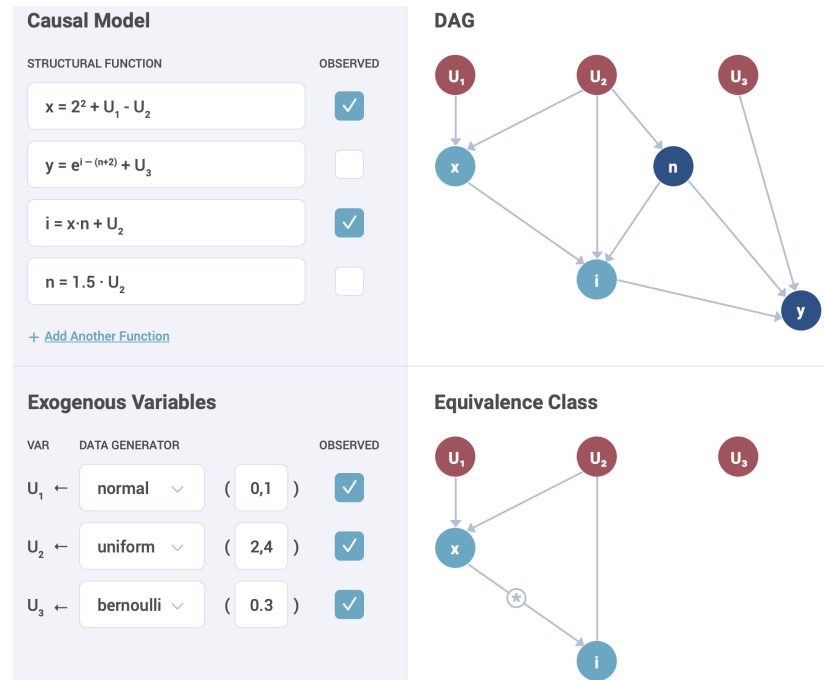 Causal Model
STRUCTURAL FUNCTION OBSERVED
x = 2² + U₁ - U₂
y = eⁱ ⁻ ⁽ⁿ⁺²⁾ + U₃
i = x·n + U₂
n = 1.5 · U₂
+ Add Another Function
DAG
U₁ U₂ U₃
x n
i
y
Exogenous Variables
VAR DATA GENERATOR OBSERVED
U₁ ← normal ( 0,1 )
U₂ ← uniform ( 2,4 )
U₃ ← bernoulli ( 0.3 )
Equivalence Class
U₁ U₂ U₃
x
*
i